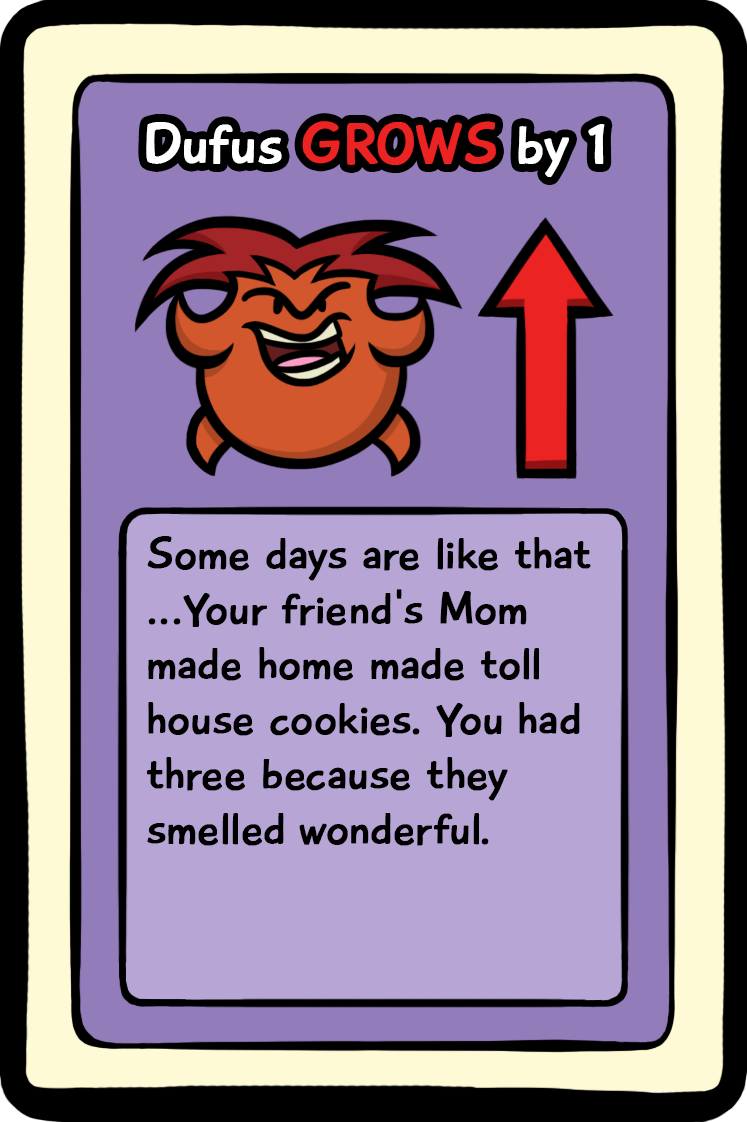 Dufus GROWS by 1
Some days are like that
...Your friend's Mom
made home made toll
house cookies. You had
three because they
smelled wonderful.